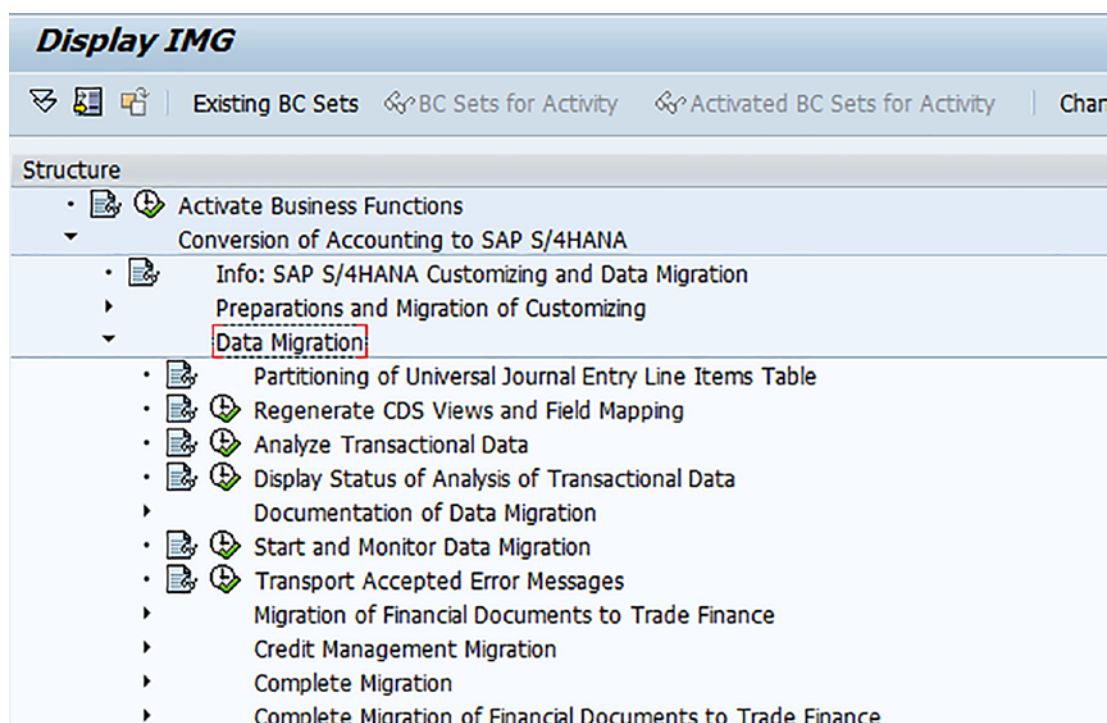 Display IMG
Existing BC Sets BC Sets for Activity Activated BC Sets for Activity
Structure
Activate Business Functions
Conversion of Accounting to SAP S/4HANA
Info: SAP S/4HANA Customizing and Data Migration
Preparations and Migration of Customizing
Data Migration
Partitioning of Universal Journal Entry Line Items Table
Regenerate CDS Views and Field Mapping
Analyze Transactional Data
Display Status of Analysis of Transactional Data
Documentation of Data Migration
Start and Monitor Data Migration
Transport Accepted Error Messages
Migration of Financial Documents to Trade Finance
Credit Management Migration
Complete Migration
Complete Migration of Financial Documents to Trade Finance